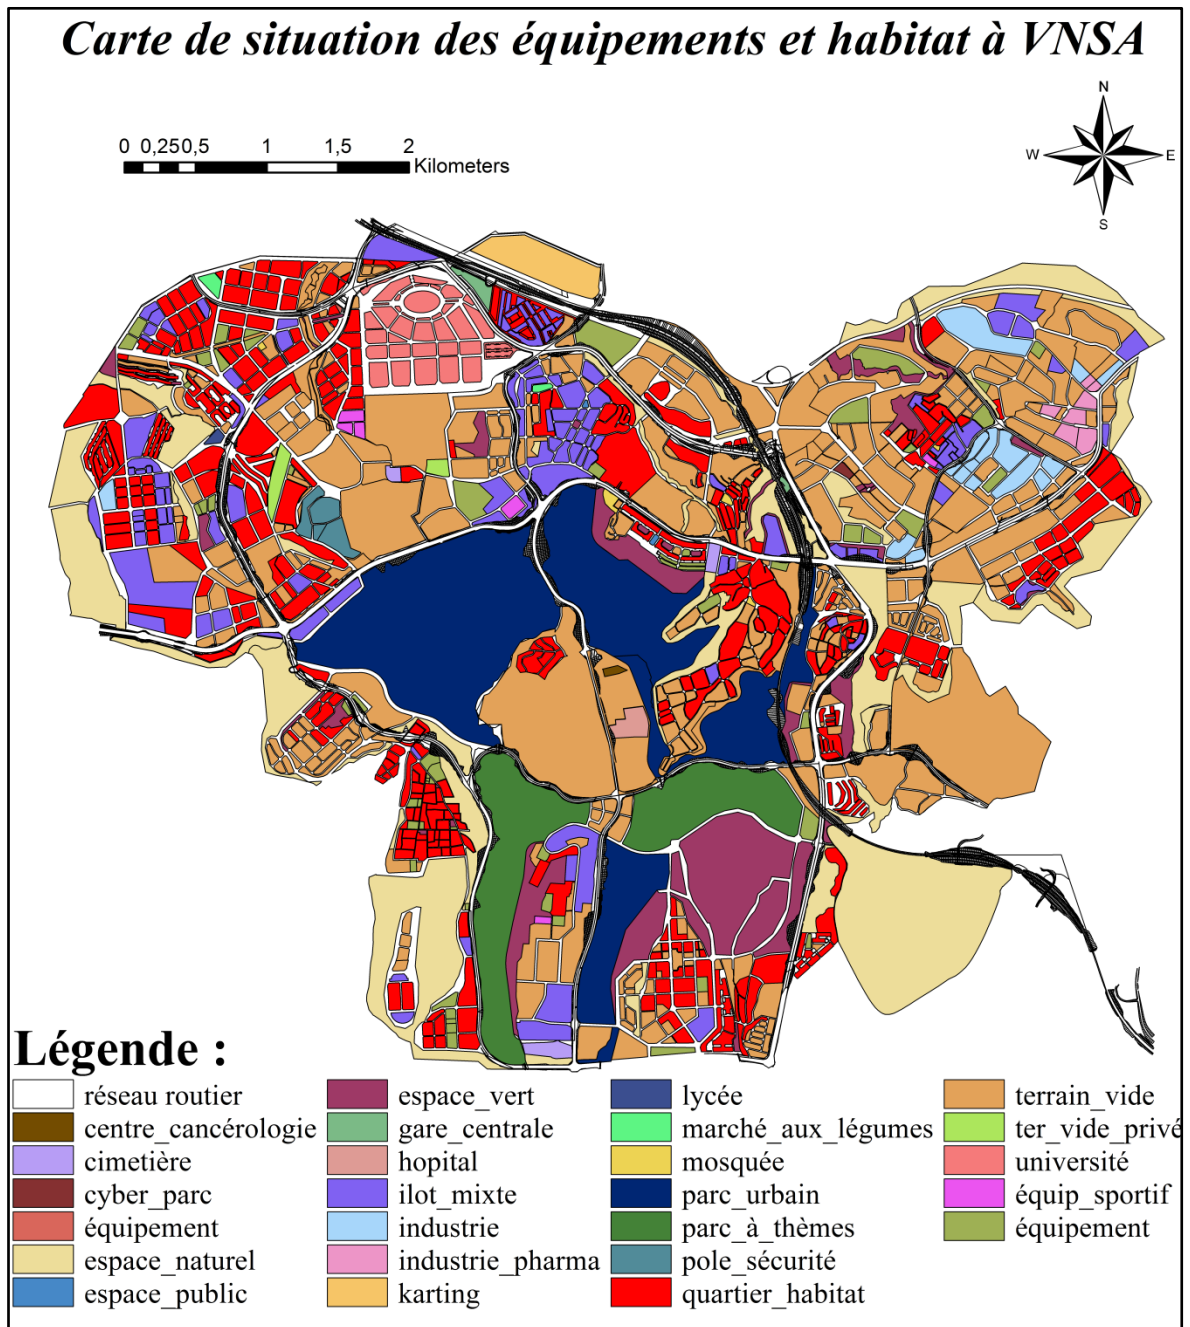 Carte de situation des équipements et habitat à VNSA
N
W E
S
0 0,25 0,5 1 1,5 2
Kilometers
Légende :
réseau routier
centre_cancérologie
cimetière
cyber_parc
équipement
espace_naturel
espace_public
espace_vert
gare_centrale
hopital
ilot_mixte
industrie
industrie_pharma
karting
lycée
marché_aux_légumes
mosquée
parc_urbain
parc_à_thèmes
pole_sécurité
quartier_habitat
terrain_vide
ter_vide_privé
université
équip_sportif
équipement